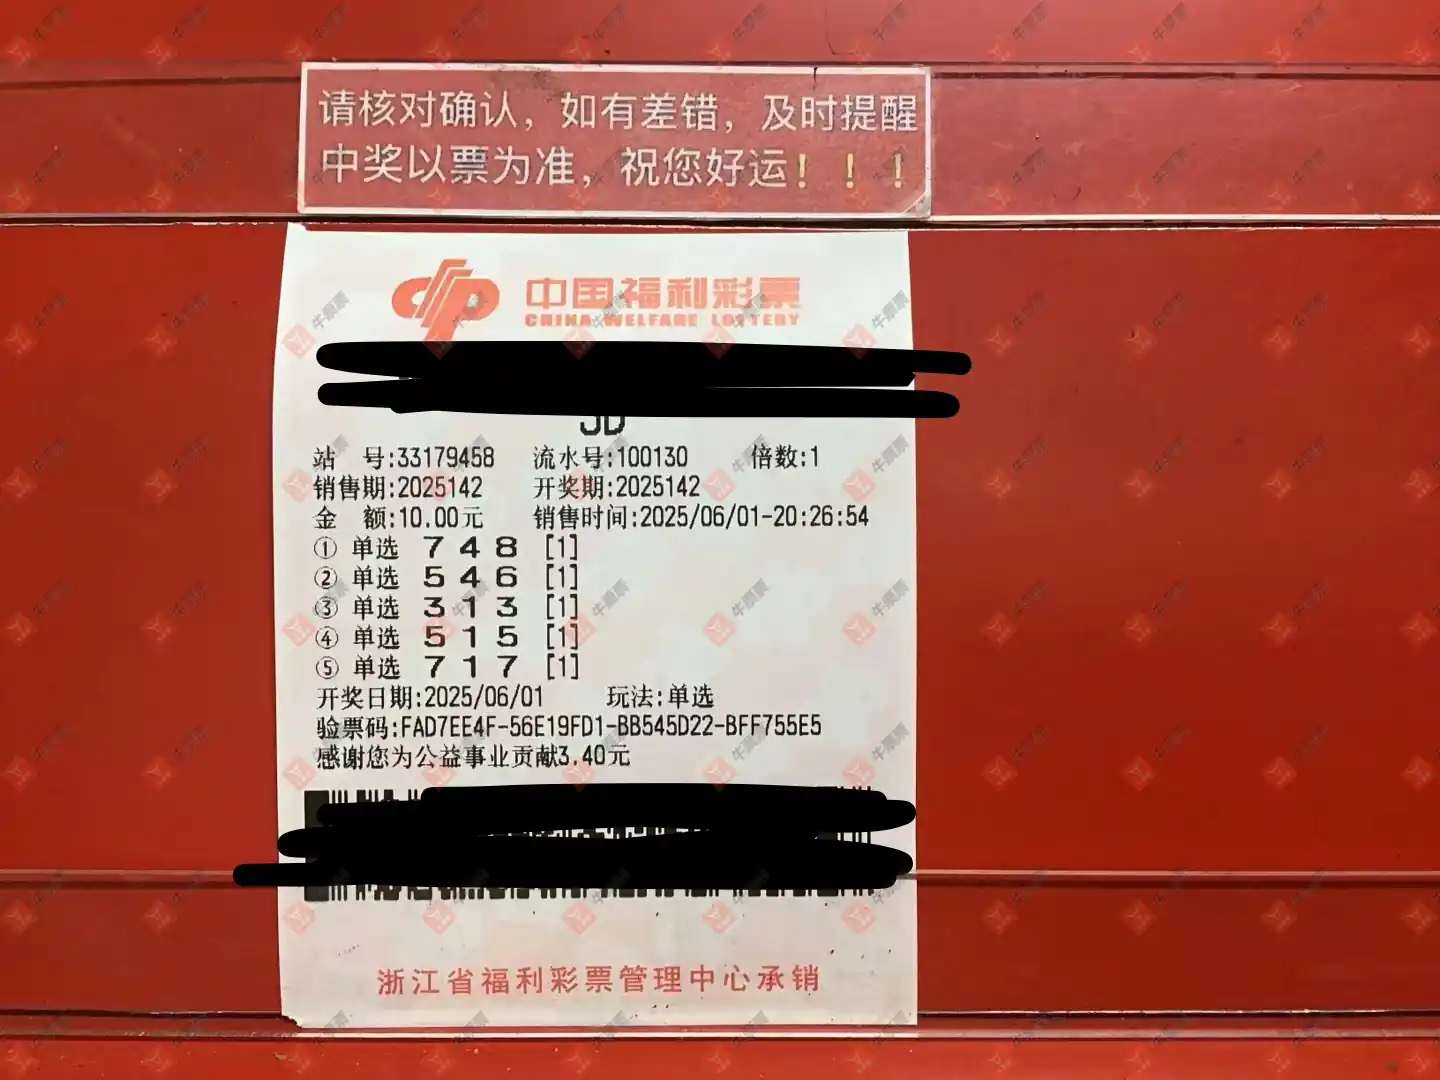 请核对确认，如有差错，及时提醒
中奖以票为准，祝您好运！！！
中国福利彩票
CHINA WELFARE LOTTERY
3D
站 号:33179458 流水号:100130 倍数:1
销售期:2025142 开奖期:2025142
金 额:10.00元 销售时间:2025/06/01-20:26:54
① 单选 7 4 8 [1]
② 单选 5 4 6 [1]
③ 单选 3 1 3 [1]
④ 单选 5 1 5 [1]
⑤ 单选 7 1 7 [1]
开奖日期:2025/06/01 玩法:单选
验票码:FAD7EE4F-56E19FD1-BB545D22-BFF755E5
感谢您为公益事业贡献3.40元
浙江省福利彩票管理中心承销
牛票票